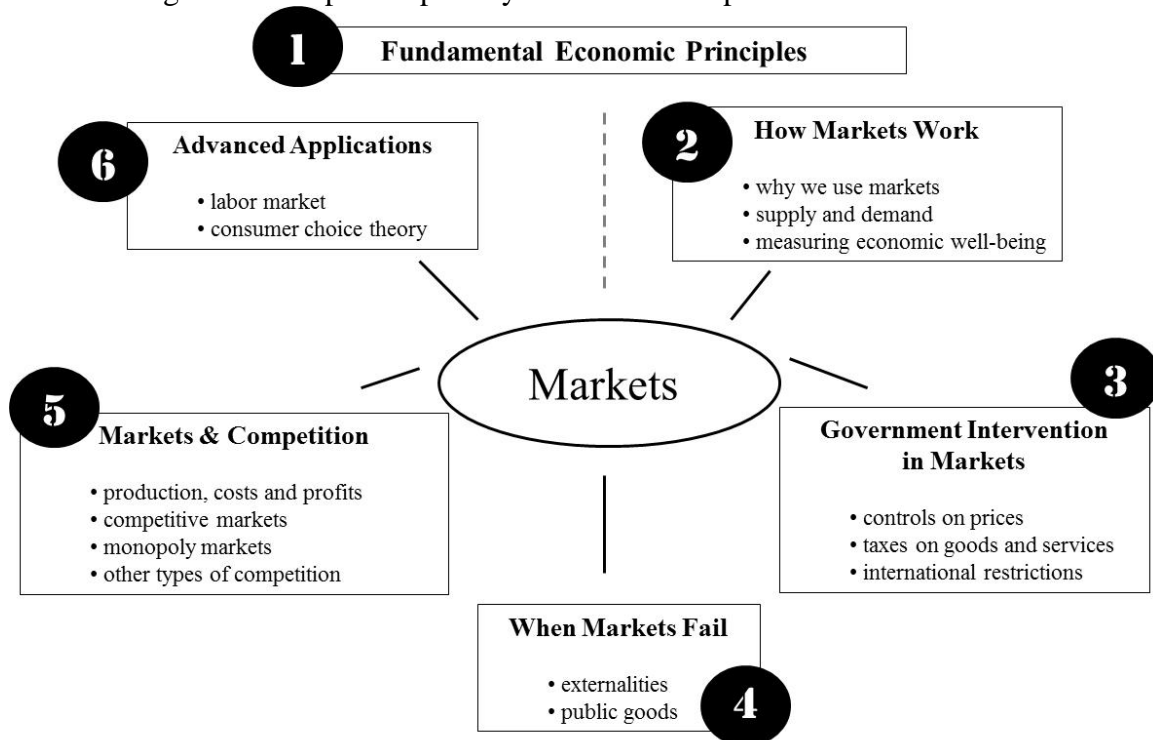 1
Fundamental Economic Principles
6
Advanced Applications
• labor market
• consumer choice theory
2
How Markets Work
• why we use markets
• supply and demand
• measuring economic well-being
Markets
3
Government Intervention
in Markets
• controls on prices
• taxes on goods and services
• international restrictions
5
Markets & Competition
• production, costs and profits
• competitive markets
• monopoly markets
• other types of competition
When Markets Fail
• externalities
• public goods
4